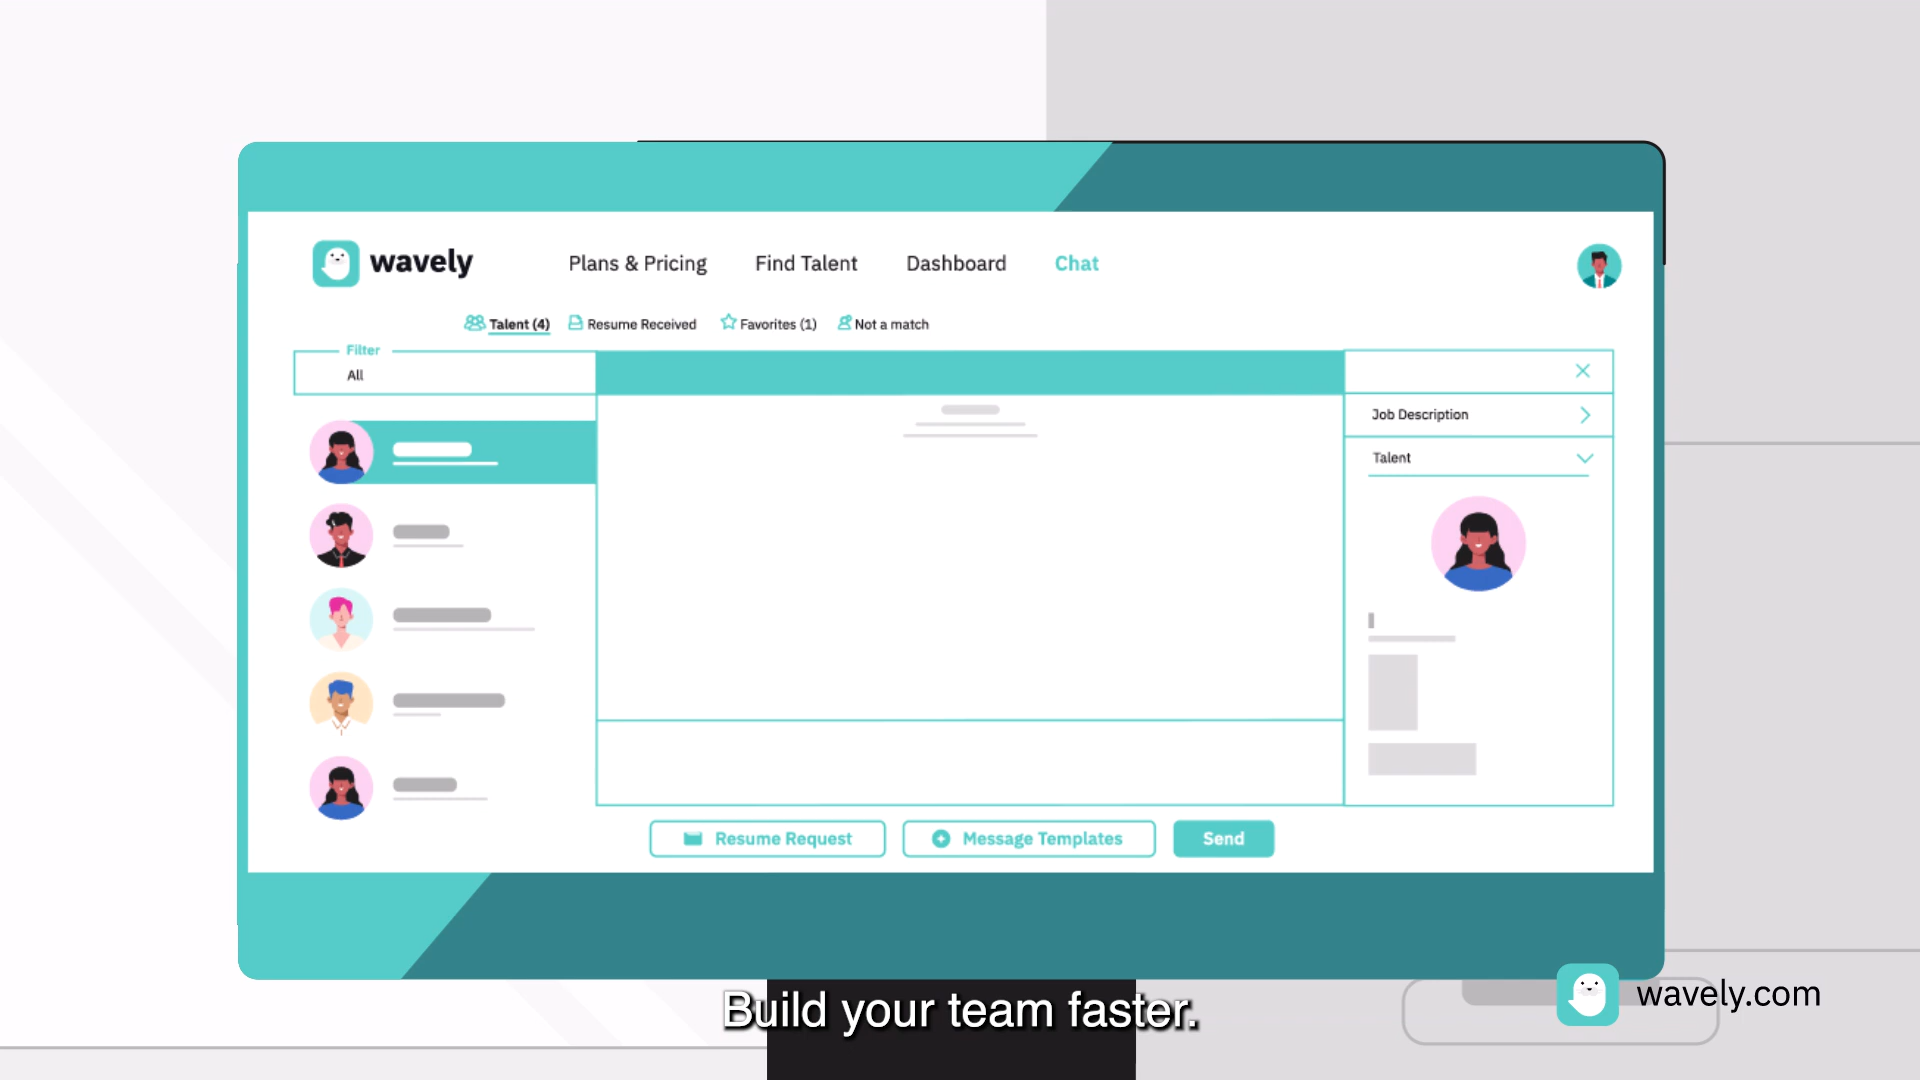 wavely
Plans & Pricing Find Talent Dashboard Chat
Talent (4) Resume Received Favorites (1) Not a match
Filter
All
Job Description
Talent
Resume Request Message Templates Send
wavely.com
Build your team faster.